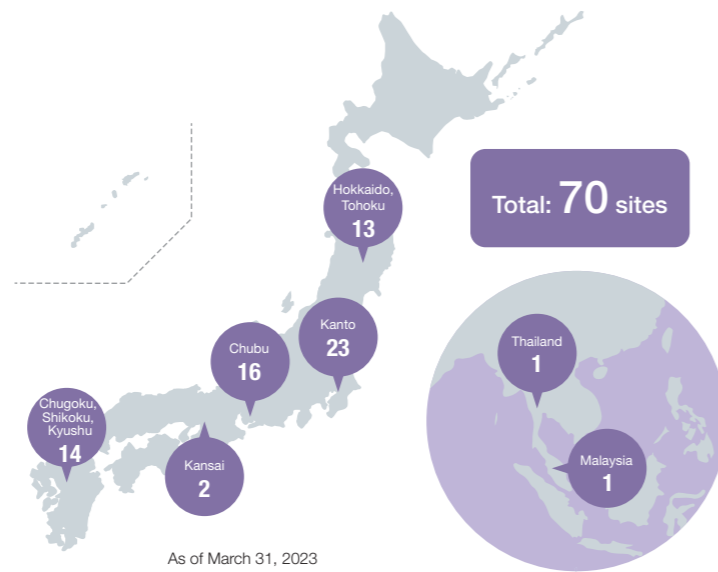 Hokkaido,
Tohoku
13
Total: 70 sites
Kanto
23
Chubu
16
Thailand
1
Chugoku,
Shikoku,
Kyushu
14
Kansai
2
Malaysia
1
As of March 31, 2023